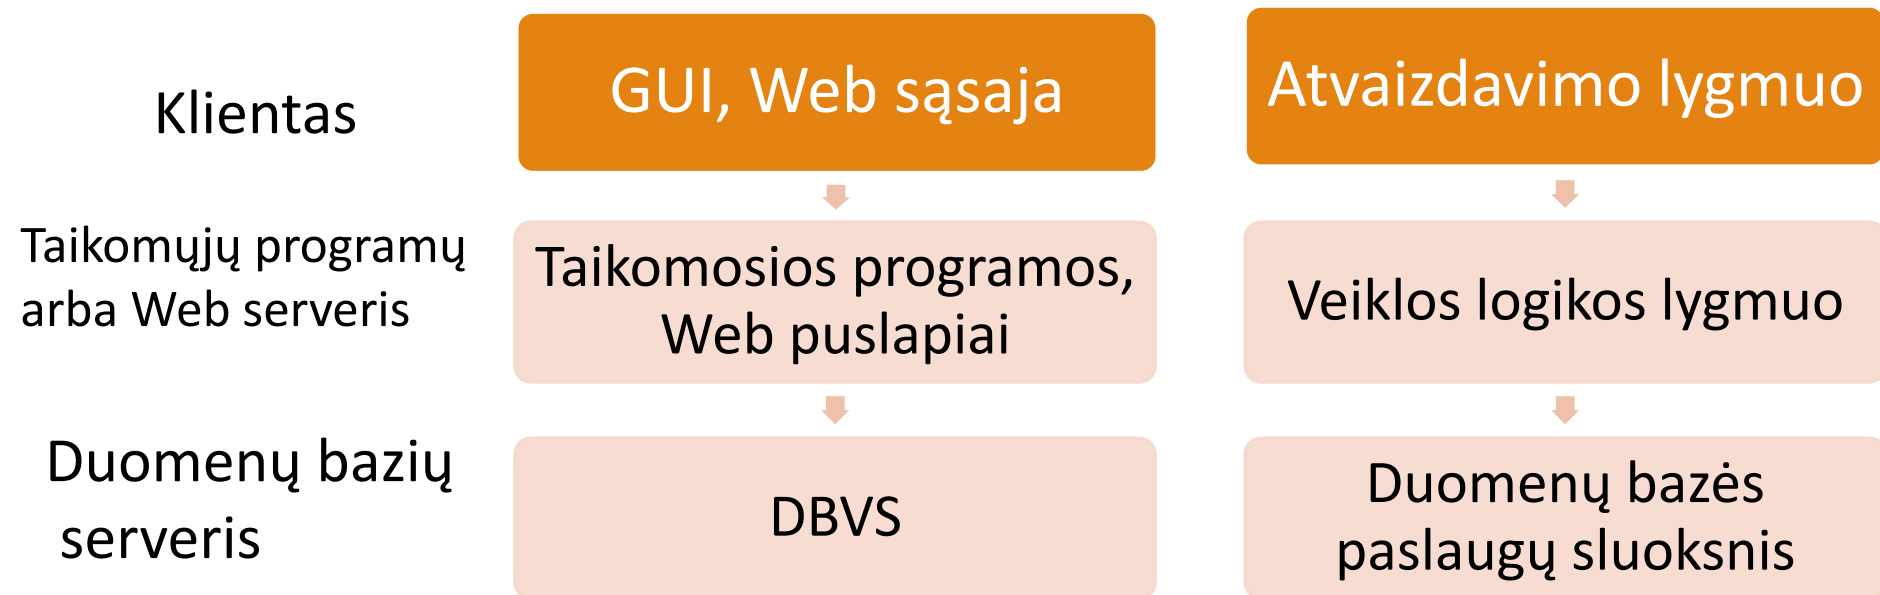 Klientas
GUI, Web sąsaja
Atvaizdavimo lygmuo
Taikomųjų programų
arba Web serveris
Taikomosios programos,
Web puslapiai
Veiklos logikos lygmuo
Duomenų bazių
serveris
DBVS
Duomenų bazės
paslaugų sluoksnis